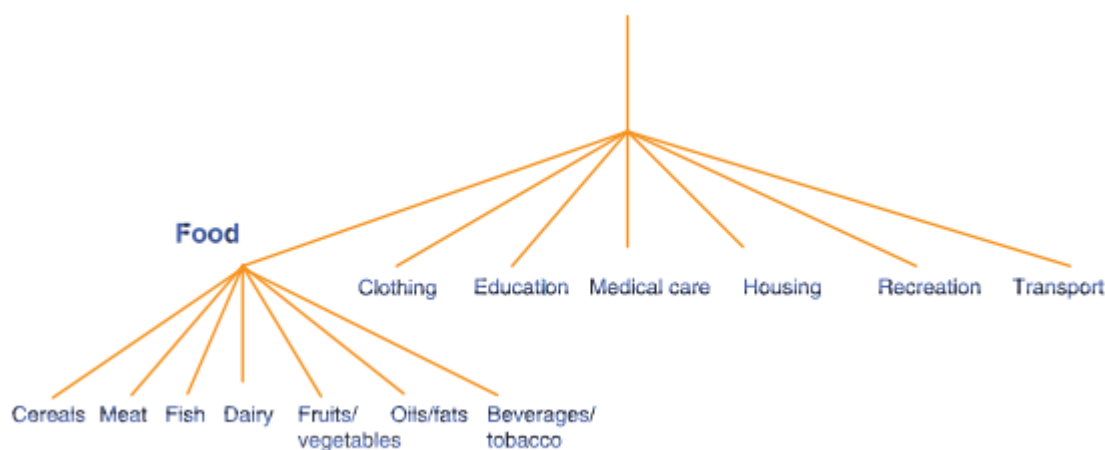 Food
Clothing
Education
Medical care
Housing
Recreation
Transport
Cereals
Meat
Fish
Dairy
Fruits/
vegetables
Oils/fats
Beverages/
tobacco